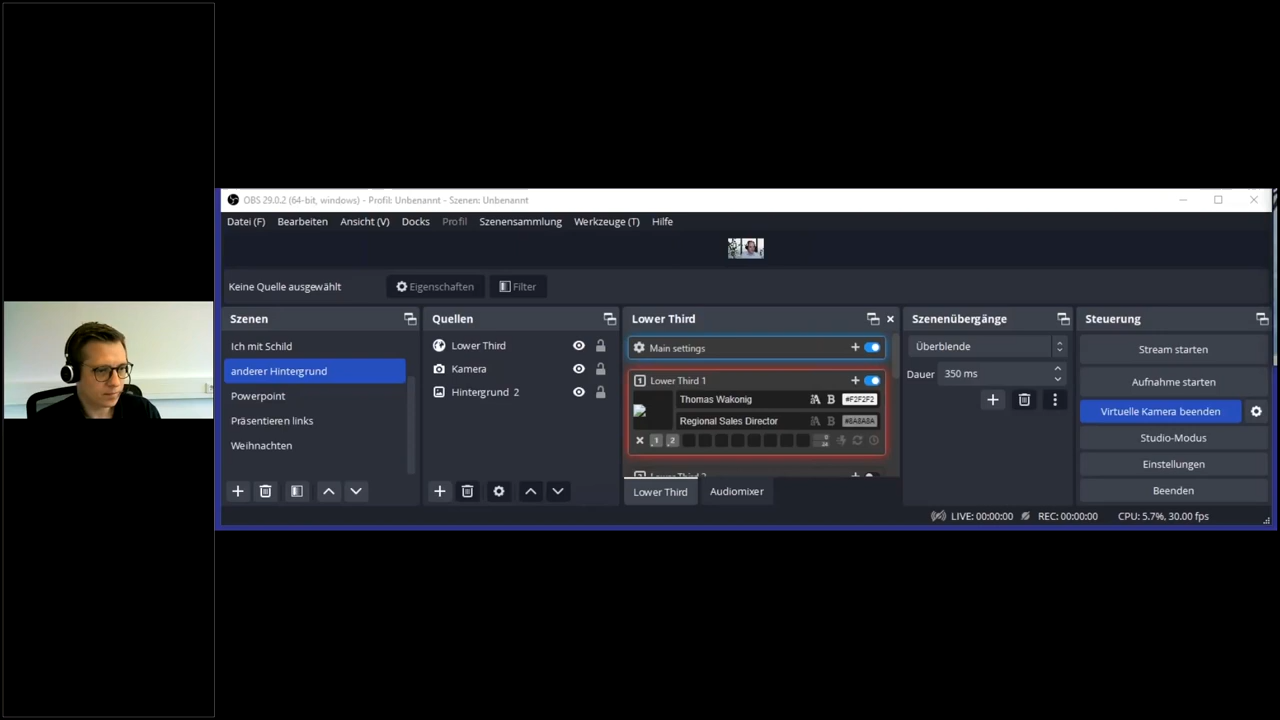 OBS 29.0.2 (64-bit, windows) - Profil: Unbenannt - Szenen: Unbenannt
Datei (F) Bearbeiten Ansicht (V) Docks Profil Szenensammlung Werkzeuge (T) Hilfe
Keine Quelle ausgewählt Eigenschaften Filter
Szenen
Ich mit Schild
anderer Hintergrund
Powerpoint
Präsentieren links
Weihnachten
Quellen
Lower Third
Kamera
Hintergrund 2
Lower Third
Main settings
1 Lower Third 1
Thomas Wakonig B #F2F2F2
Regional Sales Director B #8A8A8A
1 2
Lower Third Audiomixer
Szenenübergänge
Überblende
Dauer 350 ms
Steuerung
Stream starten
Aufnahme starten
Virtuelle Kamera beenden
Studio-Modus
Einstellungen
Beenden
LIVE: 00:00:00 REC: 00:00:00 CPU: 5.7%, 30.00 fps